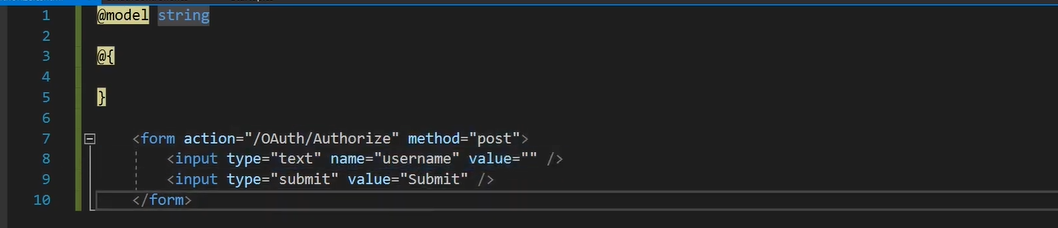 1 @model string
2
3 @{
4
5 }
6
7 <form action="/OAuth/Authorize" method="post">
8 <input type="text" name="username" value="" />
9 <input type="submit" value="Submit" />
10 </form>